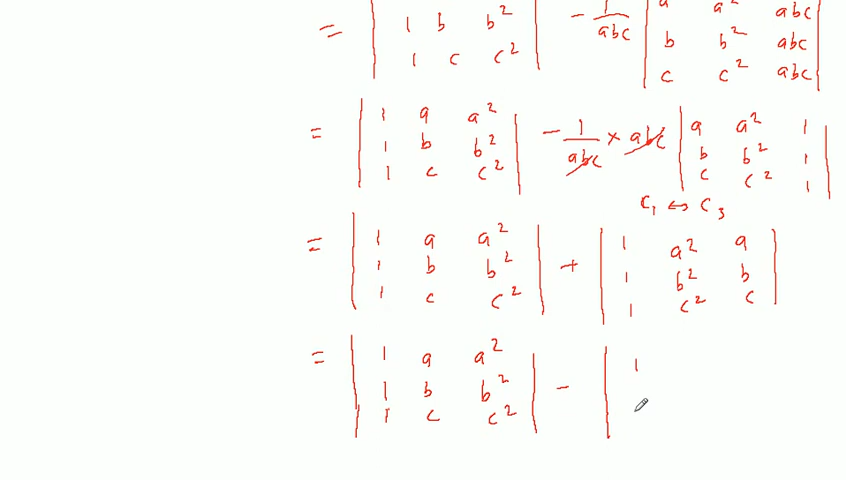 = | 1 b b² | - 1/abc | a a² abc |
| 1 c c² | | b b² abc |
| c c² abc |
= | 1 a a² | - 1/abc × abc | a a² 1 |
| 1 b b² | | b b² 1 |
| 1 c c² | | c c² 1 |
C₁ ↔ C₃
= | 1 a a² | + | 1 a² a |
| 1 b b² | | 1 b² b |
| 1 c c² | | 1 c² c |
= | 1 a a² | - | 1
| 1 b b² | |
| 1 c c² | |